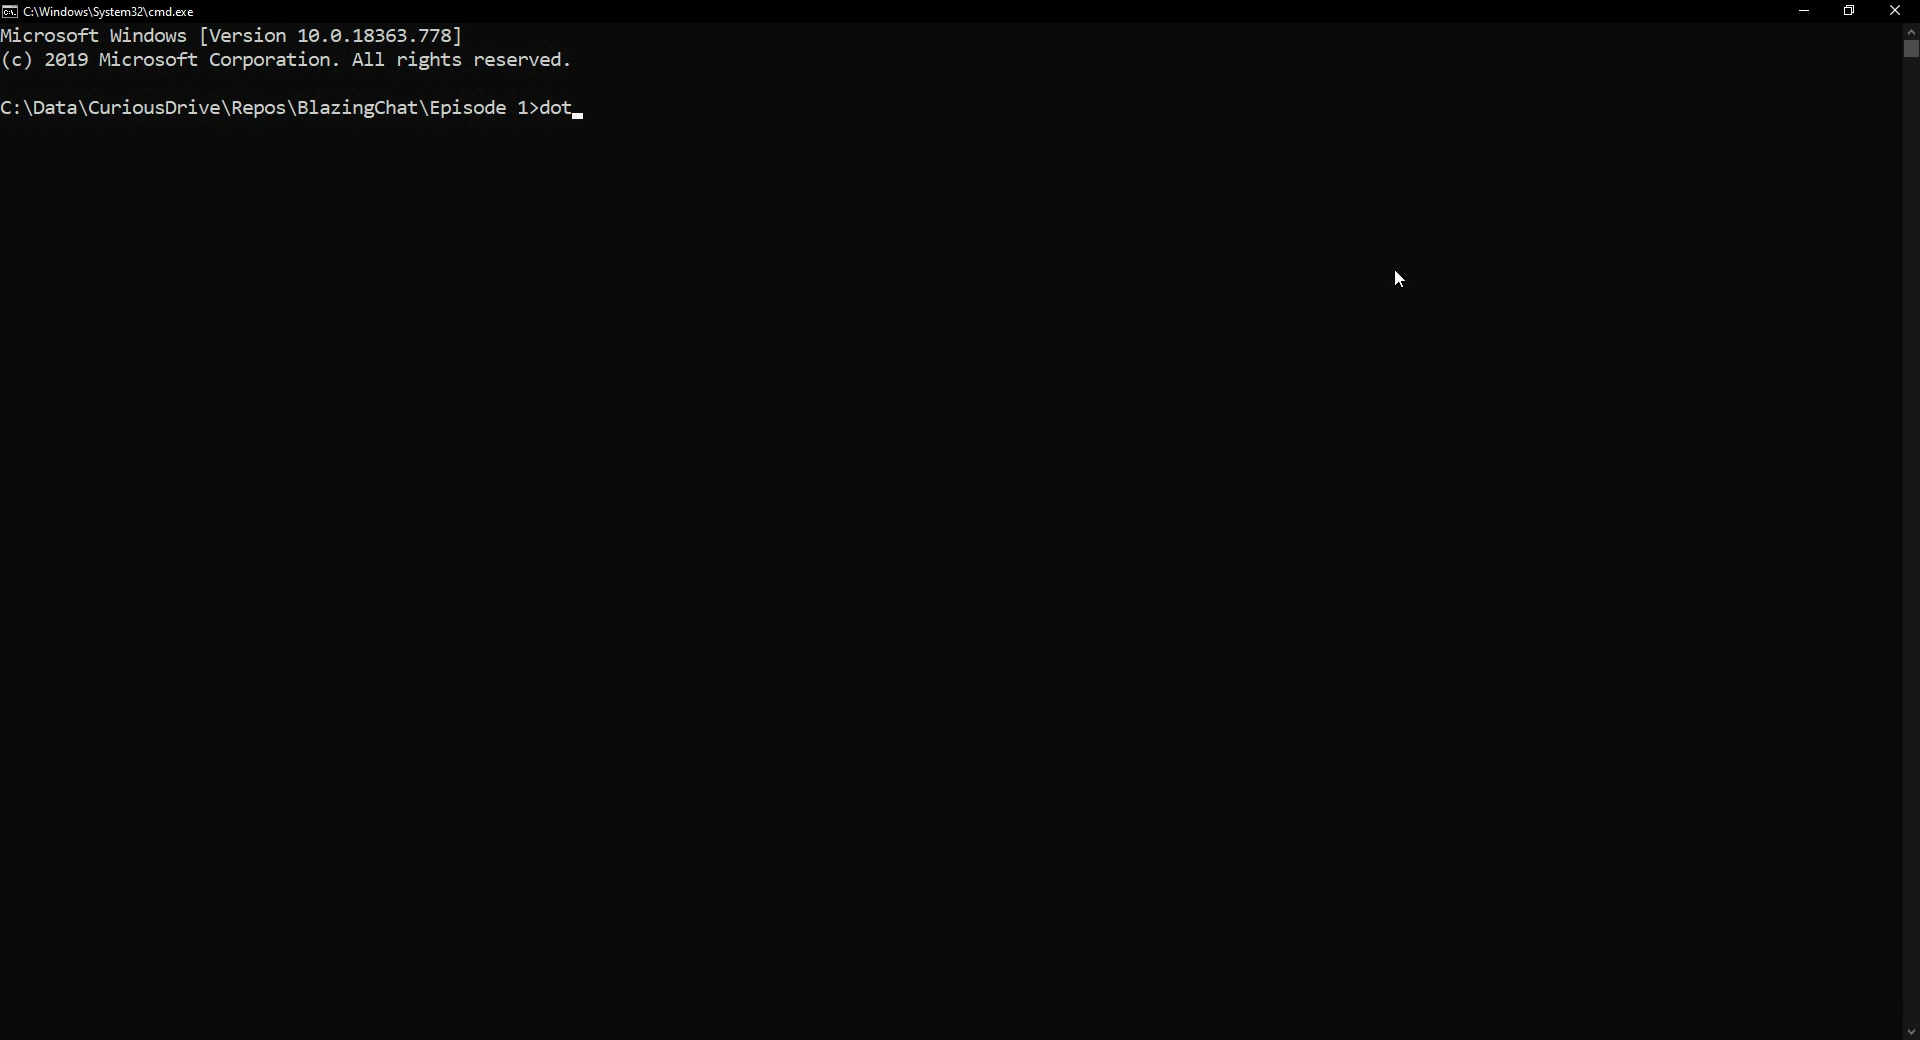 C:\Windows\System32\cmd.exe
Microsoft Windows [Version 10.0.18363.778]
(c) 2019 Microsoft Corporation. All rights reserved.
C:\Data\CuriousDrive\Repos\BlazingChat\Episode 1>dot